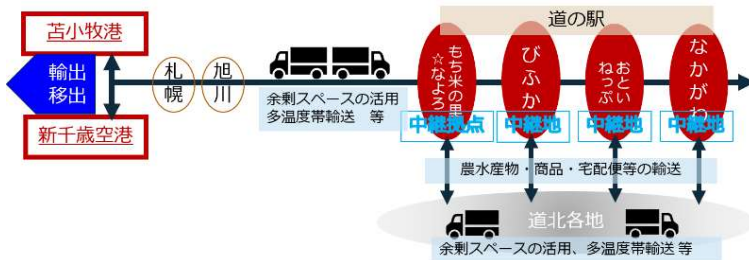 苫小牧港
輸出
移出
新千歳空港
札幌
旭川
余剰スペースの活用
多温度帯輸送 等
道の駅
もち米の里
☆なよろ
びふか
おとい
ねっぷ
なかがわ
中継拠点
中継地
中継地
中継地
農水産物・商品・宅配便等の輸送
道北各地
余剰スペースの活用、多温度帯輸送 等